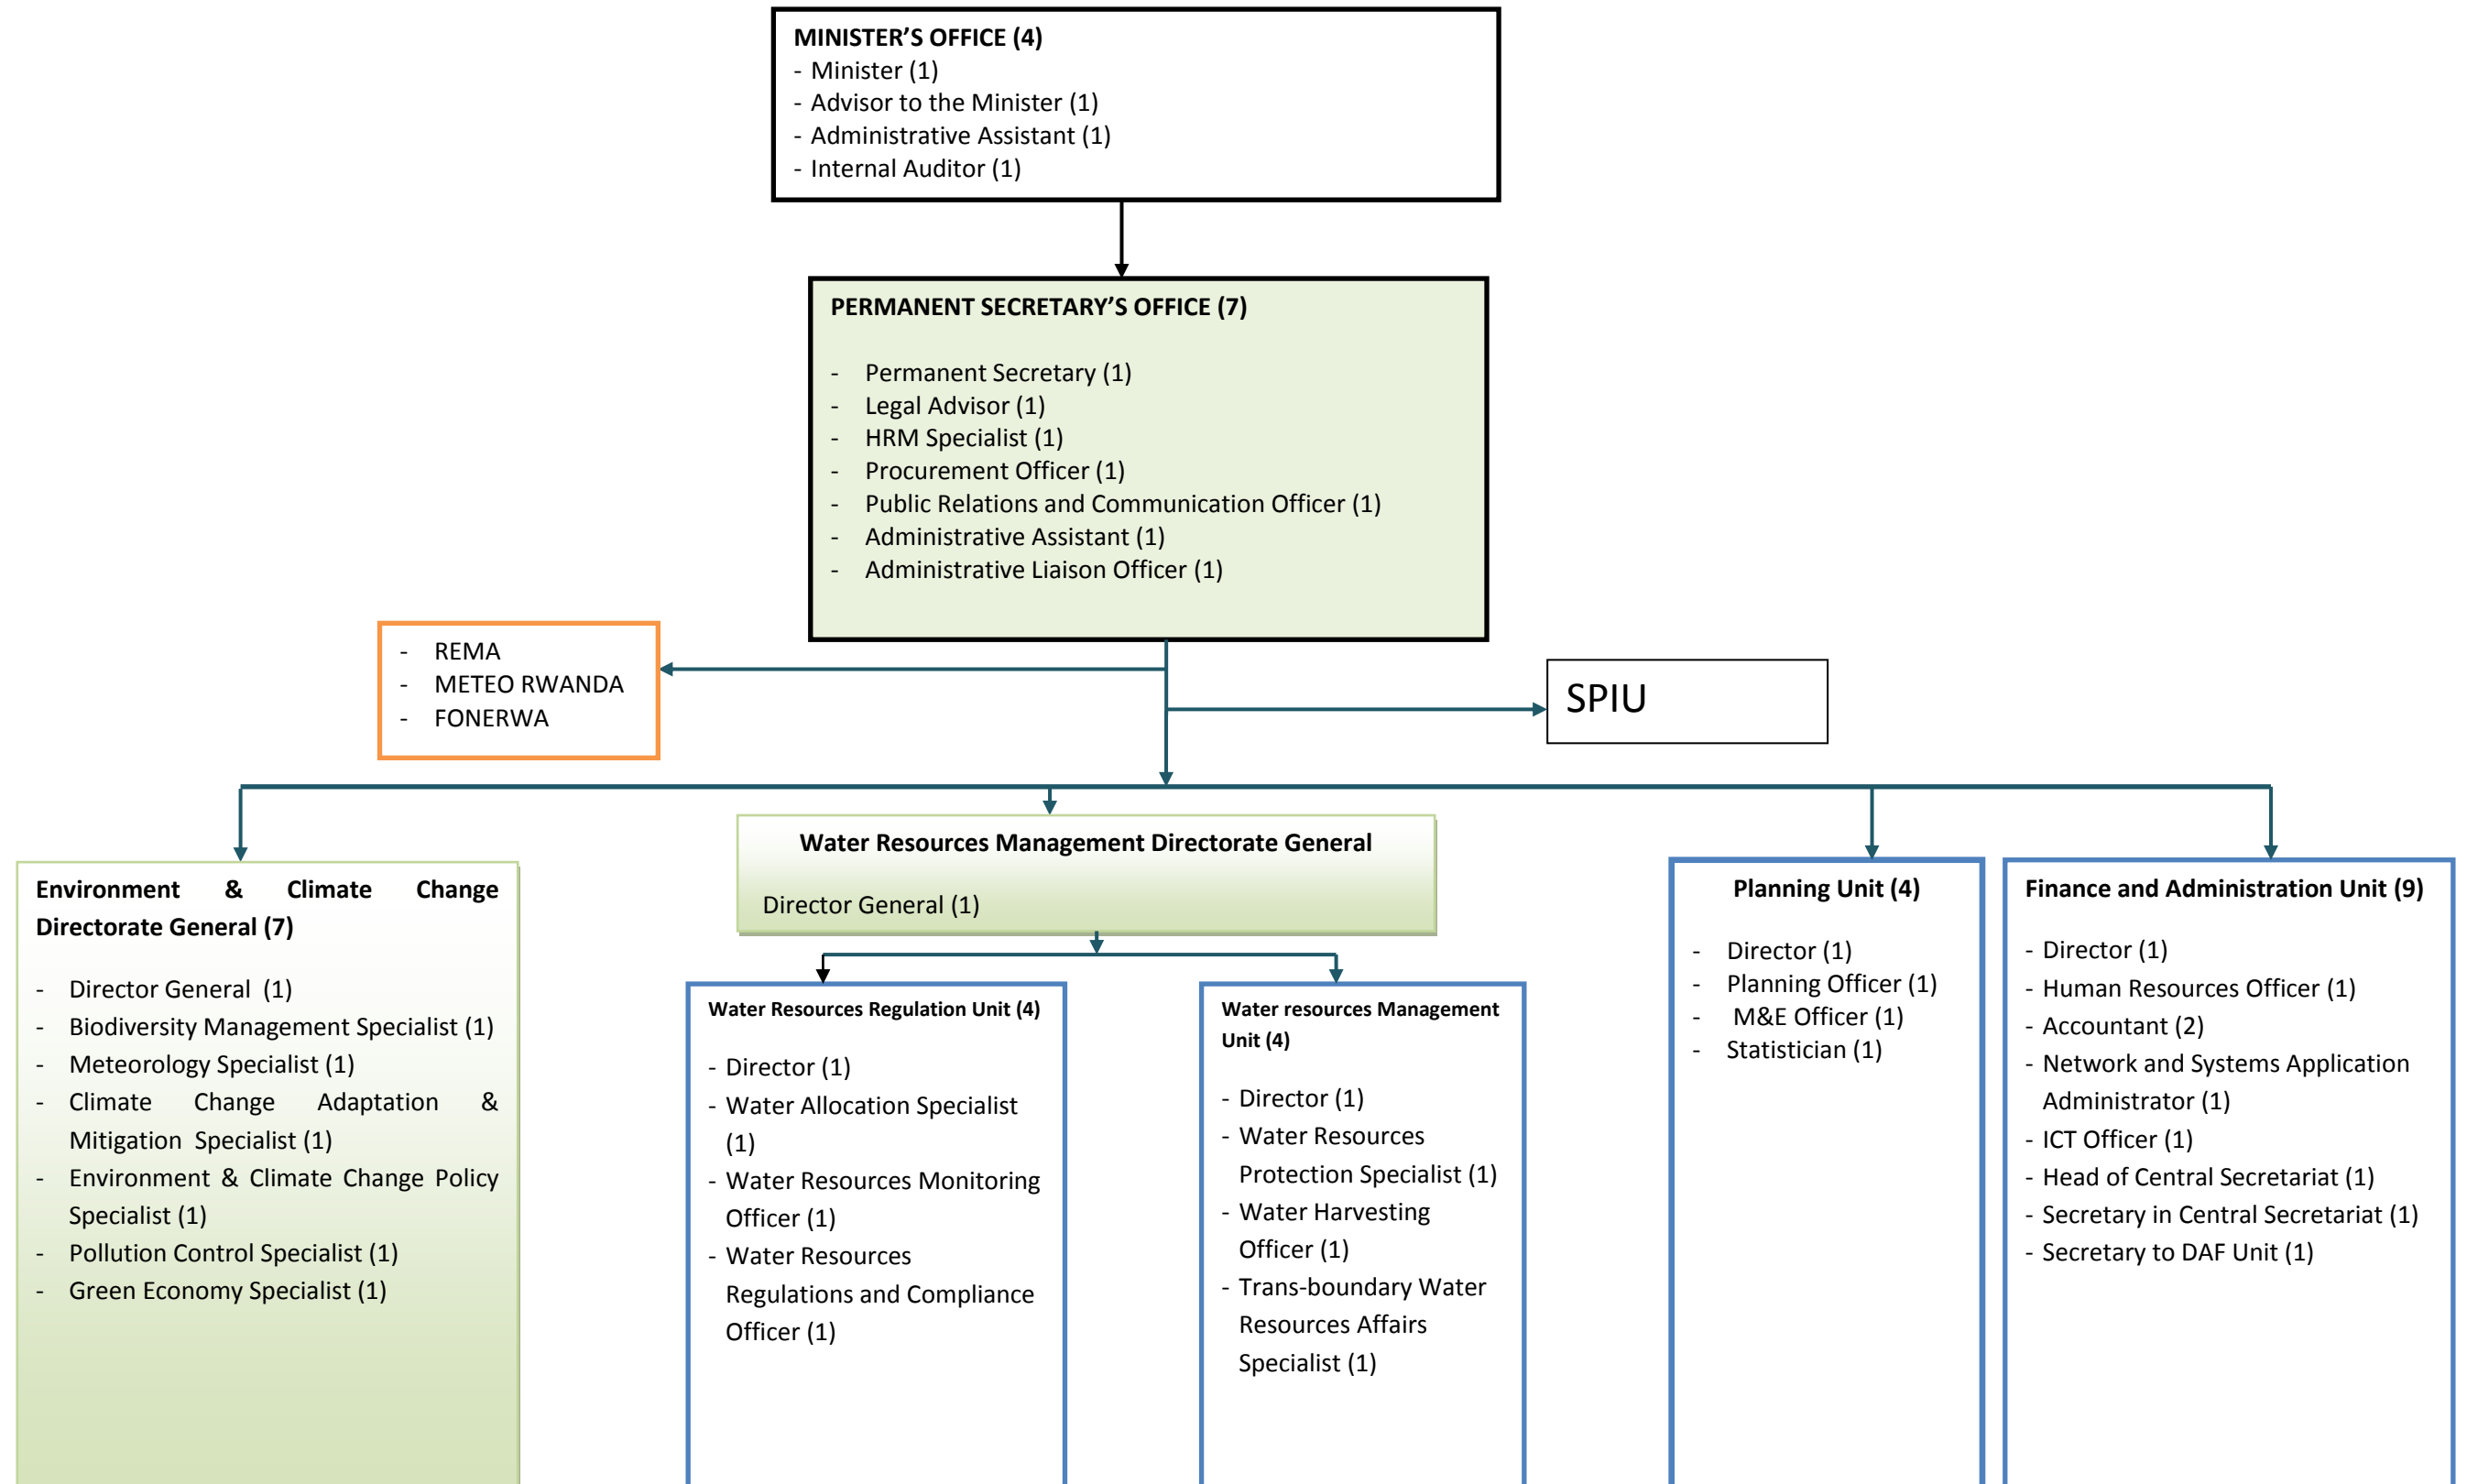 MINISTER’S OFFICE (4)
- Minister (1)
- Advisor to the Minister (1)
- Administrative Assistant (1)
- Internal Auditor (1)
PERMANENT SECRETARY’S OFFICE (7)
- Permanent Secretary (1)
- Legal Advisor (1)
- HRM Specialist (1)
- Procurement Officer (1)
- Public Relations and Communication Officer (1)
- Administrative Assistant (1)
- Administrative Liaison Officer (1)
- REMA
- METEO RWANDA
- FONERWA
SPIU
Environment & Climate Change
Directorate General (7)
- Director General (1)
- Biodiversity Management Specialist (1)
- Meteorology Specialist (1)
- Climate Change Adaptation &
Mitigation Specialist (1)
- Environment & Climate Change Policy
Specialist (1)
- Pollution Control Specialist (1)
- Green Economy Specialist (1)
Water Resources Management Directorate General
Director General (1)
Water Resources Regulation Unit (4)
- Director (1)
- Water Allocation Specialist
(1)
- Water Resources Monitoring
Officer (1)
- Water Resources
Regulations and Compliance
Officer (1)
Water resources Management
Unit (4)
- Director (1)
- Water Resources
Protection Specialist (1)
- Water Harvesting
Officer (1)
- Trans-boundary Water
Resources Affairs
Specialist (1)
Planning Unit (4)
- Director (1)
- Planning Officer (1)
- M&E Officer (1)
- Statistician (1)
Finance and Administration Unit (9)
- Director (1)
- Human Resources Officer (1)
- Accountant (2)
- Network and Systems Application
Administrator (1)
- ICT Officer (1)
- Head of Central Secretariat (1)
- Secretary in Central Secretariat (1)
- Secretary to DAF Unit (1)